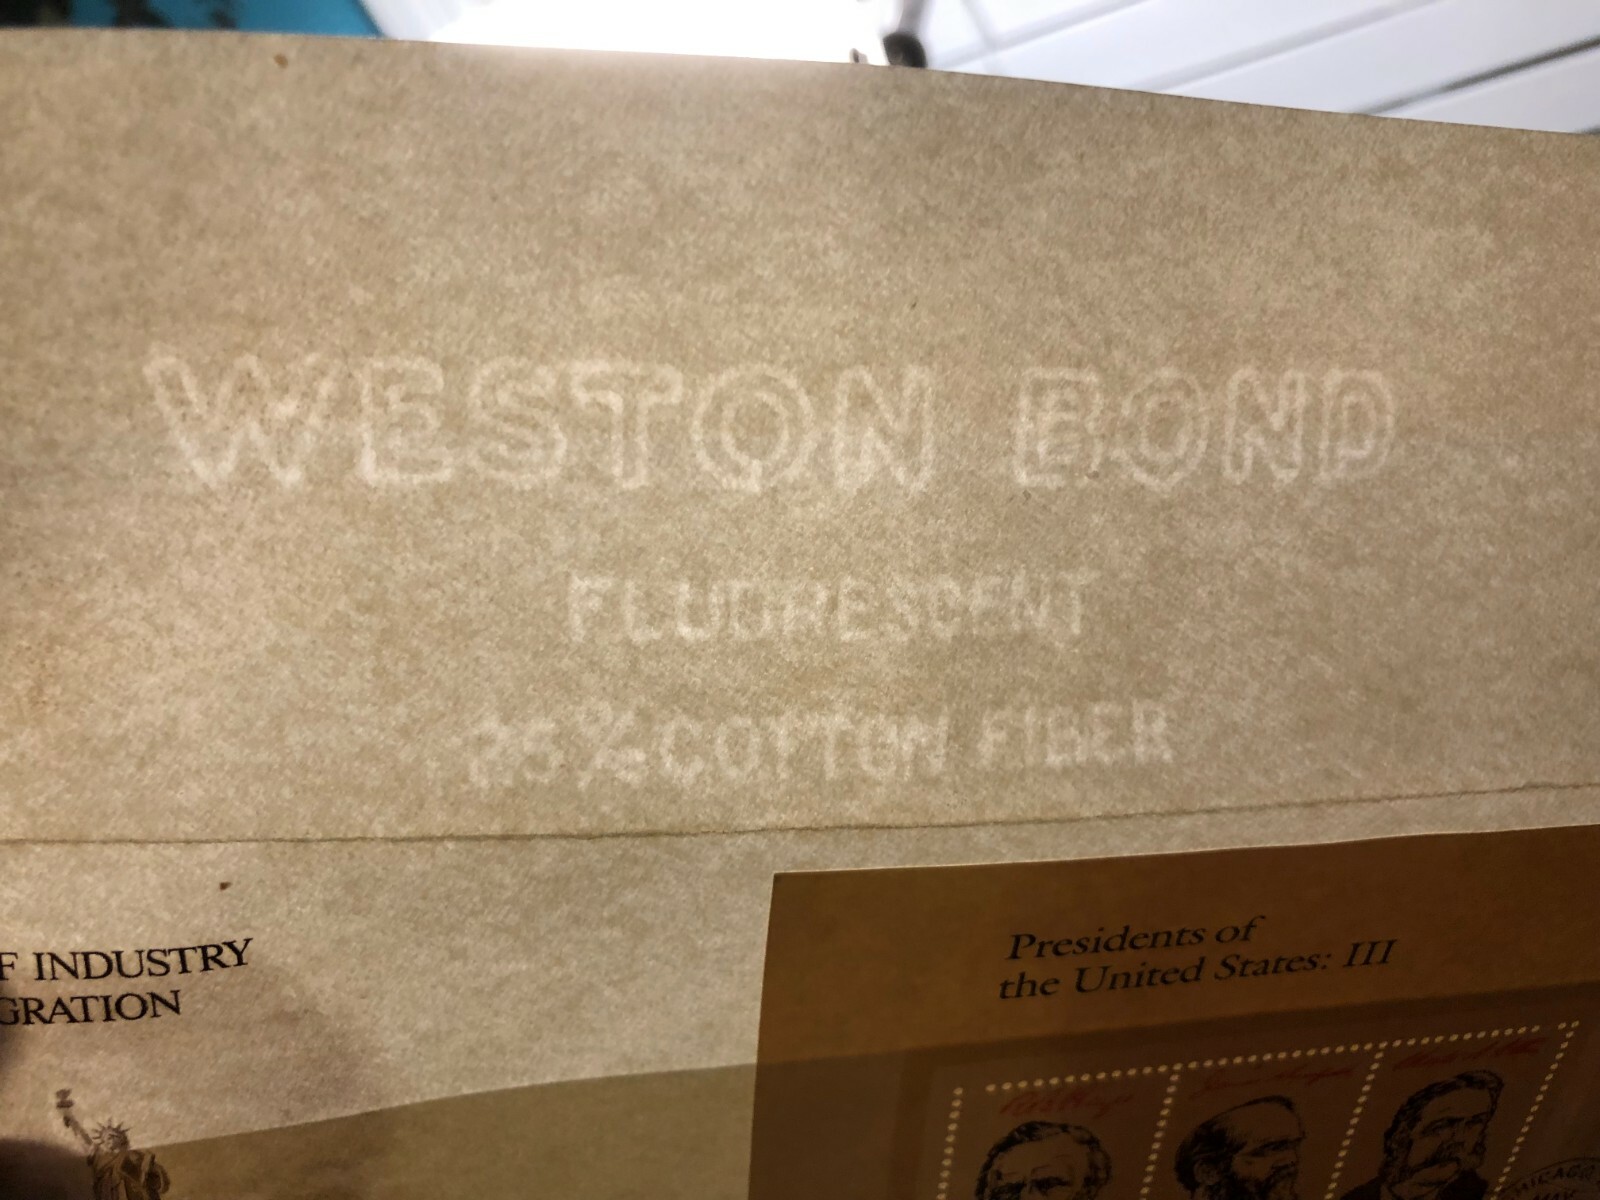 WESTON BOND
FLUORESCENT
25% COTTON FIBER
F INDUSTRY
GRATION
Presidents of
the United States: III